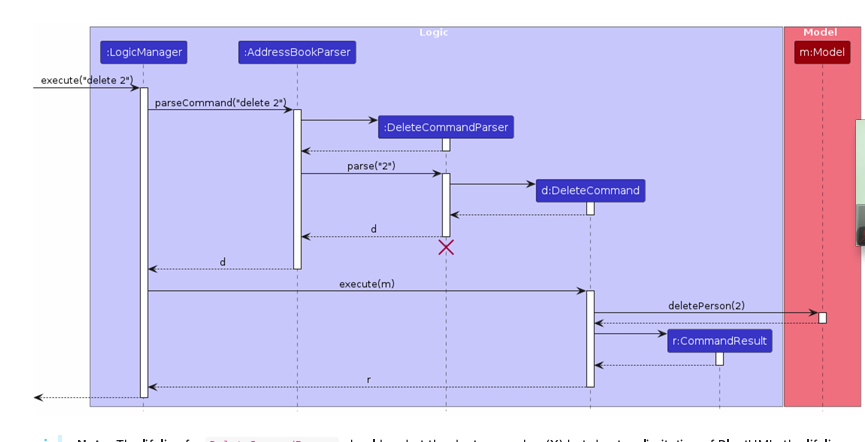 Logic
Model
:LogicManager
:AddressBookParser
m:Model
execute("delete 2")
parseCommand("delete 2")
:DeleteCommandParser
parse("2")
d:DeleteCommand
d
d
execute(m)
deletePerson(2)
r:CommandResult
r